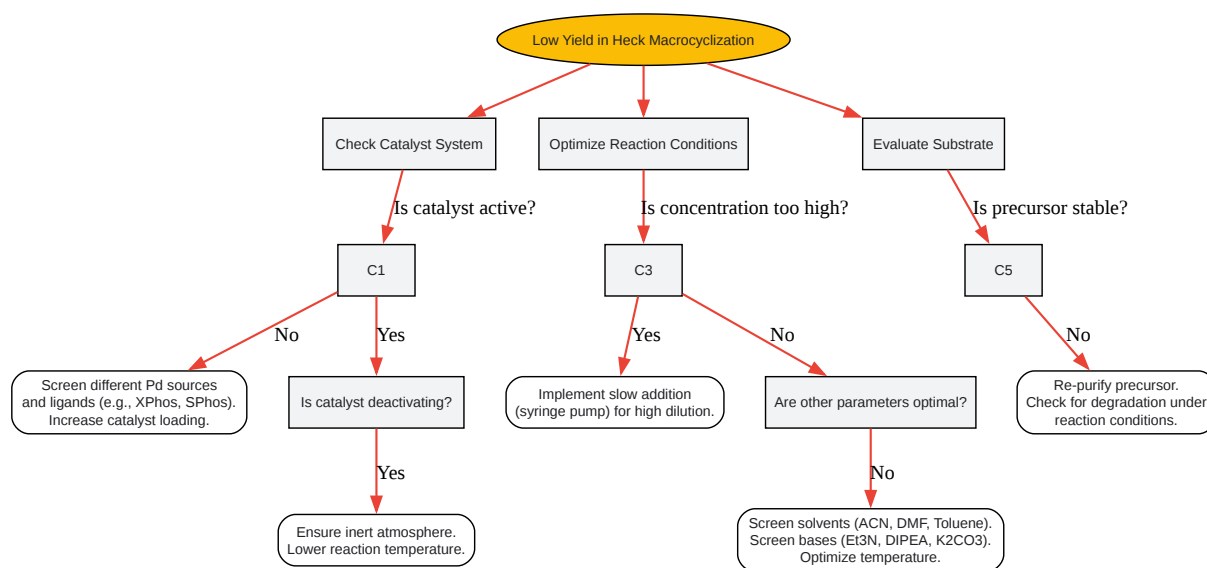 Low Yield in Heck Macrocyclization
Check Catalyst System
Optimize Reaction Conditions
Evaluate Substrate
Is catalyst active?
Is concentration too high?
Is precursor stable?
C1
C3
C5
No
Yes
Yes
No
No
Screen different Pd sources
and ligands (e.g., XPhos, SPhos).
Increase catalyst loading.
Is catalyst deactivating?
Implement slow addition
(syringe pump) for high dilution.
Are other parameters optimal?
Re-purify precursor.
Check for degradation under
reaction conditions.
Yes
No
Ensure inert atmosphere.
Lower reaction temperature.
Screen solvents (ACN, DMF, Toluene).
Screen bases (Et3N, DIPEA, K2CO3).
Optimize temperature.